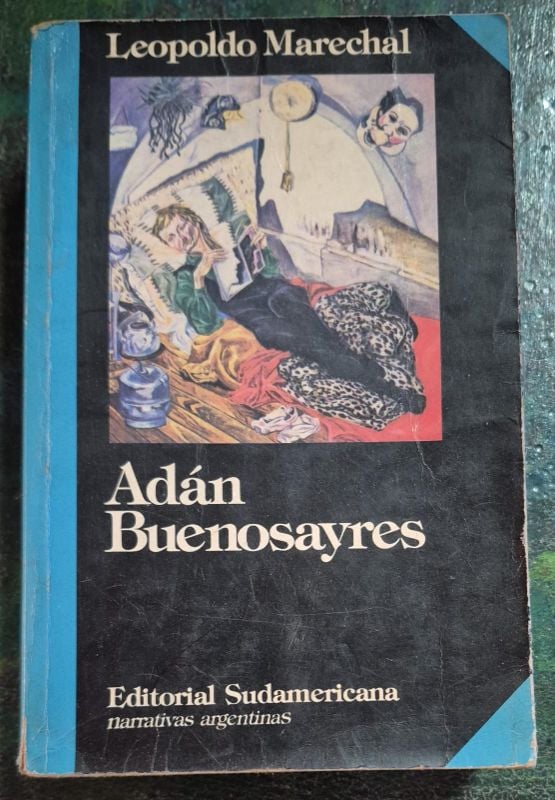 Leopoldo Marechal
Adán
Buenosayres
Editorial Sudamericana
narrativas argentinas